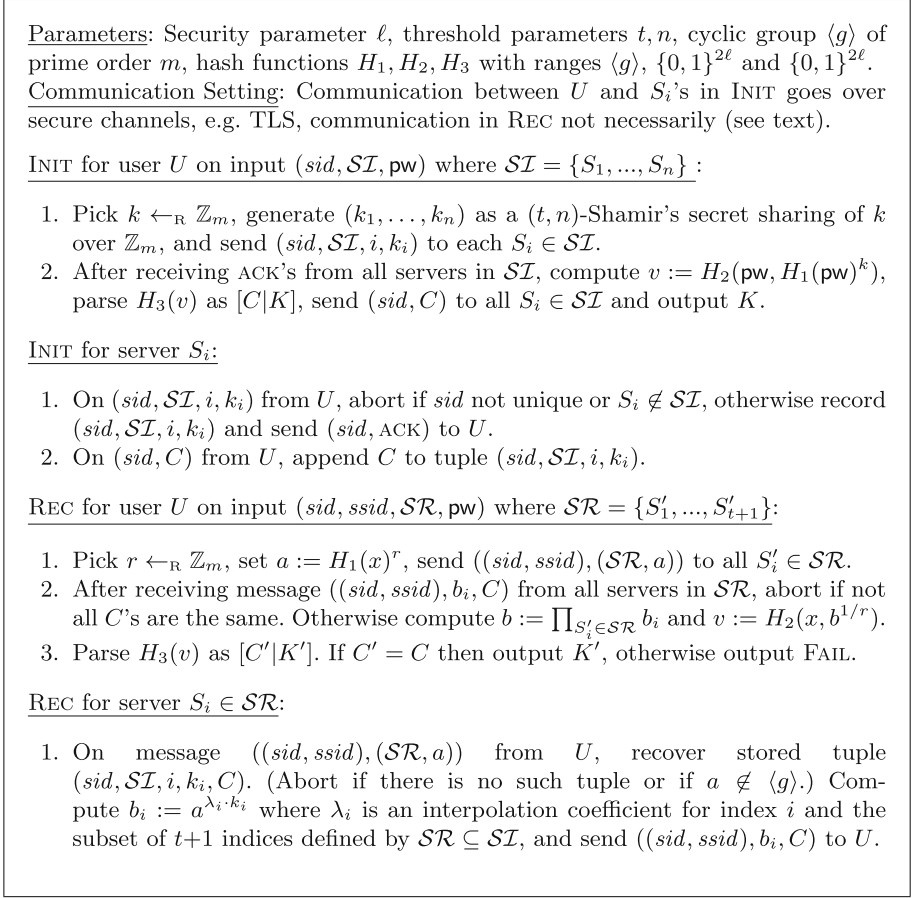 Parameters: Security parameter ℓ, threshold parameters t, n, cyclic group ⟨g⟩ of
prime order m, hash functions H₁, H₂, H₃ with ranges ⟨g⟩, {0, 1}²ˡ and {0, 1}²ˡ.
Communication Setting: Communication between U and Sᵢ's in INIT goes over
secure channels, e.g. TLS, communication in REC not necessarily (see text).
INIT for user U on input (sid, 𝒮ℐ, pw) where 𝒮ℐ = {S₁, ..., Sₙ} :
1. Pick k ←_R ℤₘ, generate (k₁, . . . , kₙ) as a (t, n)-Shamir's secret sharing of k
over ℤₘ, and send (sid, 𝒮ℐ, i, kᵢ) to each Sᵢ ∈ 𝒮ℐ.
2. After receiving ACK's from all servers in 𝒮ℐ, compute v := H₂(pw, H₁(pw)ᵏ),
parse H₃(v) as [C|K], send (sid, C) to all Sᵢ ∈ 𝒮ℐ and output K.
INIT for server Sᵢ:
1. On (sid, 𝒮ℐ, i, kᵢ) from U, abort if sid not unique or Sᵢ ∉ 𝒮ℐ, otherwise record
(sid, 𝒮ℐ, i, kᵢ) and send (sid, ACK) to U.
2. On (sid, C) from U, append C to tuple (sid, 𝒮ℐ, i, kᵢ).
REC for user U on input (sid, ssid, 𝒮ℛ, pw) where 𝒮ℛ = {S′₁, ..., S′ₜ₊₁}:
1. Pick r ←_R ℤₘ, set a := H₁(x)ʳ, send ((sid, ssid), (𝒮ℛ, a)) to all S′ᵢ ∈ 𝒮ℛ.
2. After receiving message ((sid, ssid), bᵢ, C) from all servers in 𝒮ℛ, abort if not
all C's are the same. Otherwise compute b := ∏_{S′ᵢ∈𝒮ℛ} bᵢ and v := H₂(x, b^{1/r}).
3. Parse H₃(v) as [C′|K′]. If C′ = C then output K′, otherwise output FAIL.
REC for server Sᵢ ∈ 𝒮ℛ:
1. On message ((sid, ssid), (𝒮ℛ, a)) from U, recover stored tuple
(sid, 𝒮ℐ, i, kᵢ, C). (Abort if there is no such tuple or if a ∉ ⟨g⟩.) Com-
pute bᵢ := a^{λᵢ·kᵢ} where λᵢ is an interpolation coefficient for index i and the
subset of t+1 indices defined by 𝒮ℛ ⊆ 𝒮ℐ, and send ((sid, ssid), bᵢ, C) to U.